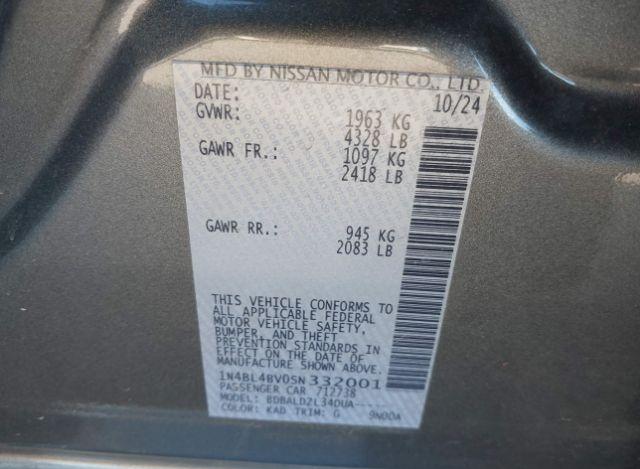 MFD BY NISSAN MOTOR CO., LTD.
DATE: 10/24
GVWR: 1963 KG
4328 LB
GAWR FR.: 1097 KG
2418 LB
GAWR RR.: 945 KG
2083 LB
THIS VEHICLE CONFORMS TO
ALL APPLICABLE FEDERAL
MOTOR VEHICLE SAFETY,
BUMPER, AND THEFT
PREVENTION STANDARDS IN
EFFECT ON THE DATE OF
MANUFACTURE SHOWN ABOVE.
1N4BL4BV0SN332001
PASSENGER CAR 712738
MODEL: BDBALDZL34DUA-----
COLOR: KAD TRIM: G 9N00A